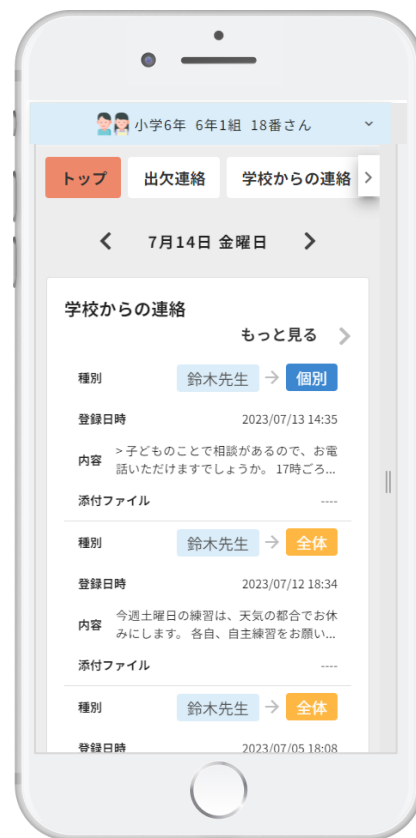 小学6年 6年1組 18番さん
トップ 出欠連絡 学校からの連絡
7月14日 金曜日
学校からの連絡
もっと見る
種別 鈴木先生 → 個別
登録日時 2023/07/13 14:35
内容 > 子どものことで相談があるので、お電
話いただけますでしょうか。 17時ごろ...
添付ファイル ----
種別 鈴木先生 → 全体
登録日時 2023/07/12 18:34
内容 今週土曜日の練習は、天気の都合でお休
みにします。 各自、自主練習をお願い...
添付ファイル ----
種別 鈴木先生 → 全体
登録日時 2023/07/05 18:08